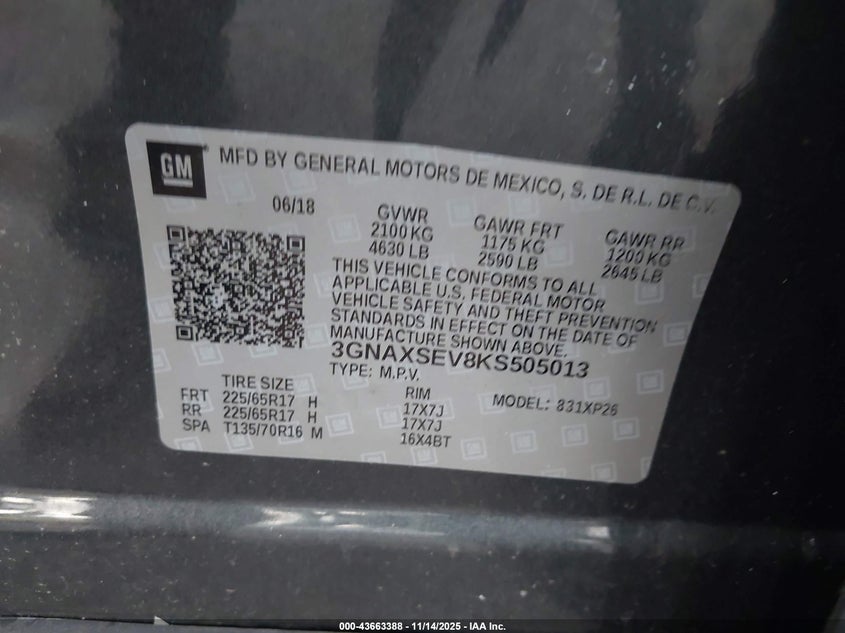 GM
MFD BY GENERAL MOTORS DE MEXICO, S. DE R.L. DE C.V.
06/18
GVWR
2100 KG
4630 LB
GAWR FRT
1175 KG
2590 LB
GAWR RR
1200 KG
2645 LB
THIS VEHICLE CONFORMS TO ALL
APPLICABLE U.S. FEDERAL MOTOR
VEHICLE SAFETY AND THEFT PREVENTION
STANDARDS IN EFFECT ON THE DATE OF
MANUFACTURE SHOWN ABOVE.
3GNAXSEV8KS505013
TYPE: M.P.V.
TIRE SIZE RIM
FRT 225/65R17 H 17X7J
RR 225/65R17 H 17X7J
SPA T135/70R16 M 16X4BT
MODEL: 831XP26
000-43663388 - 11/14/2025 - IAA Inc.